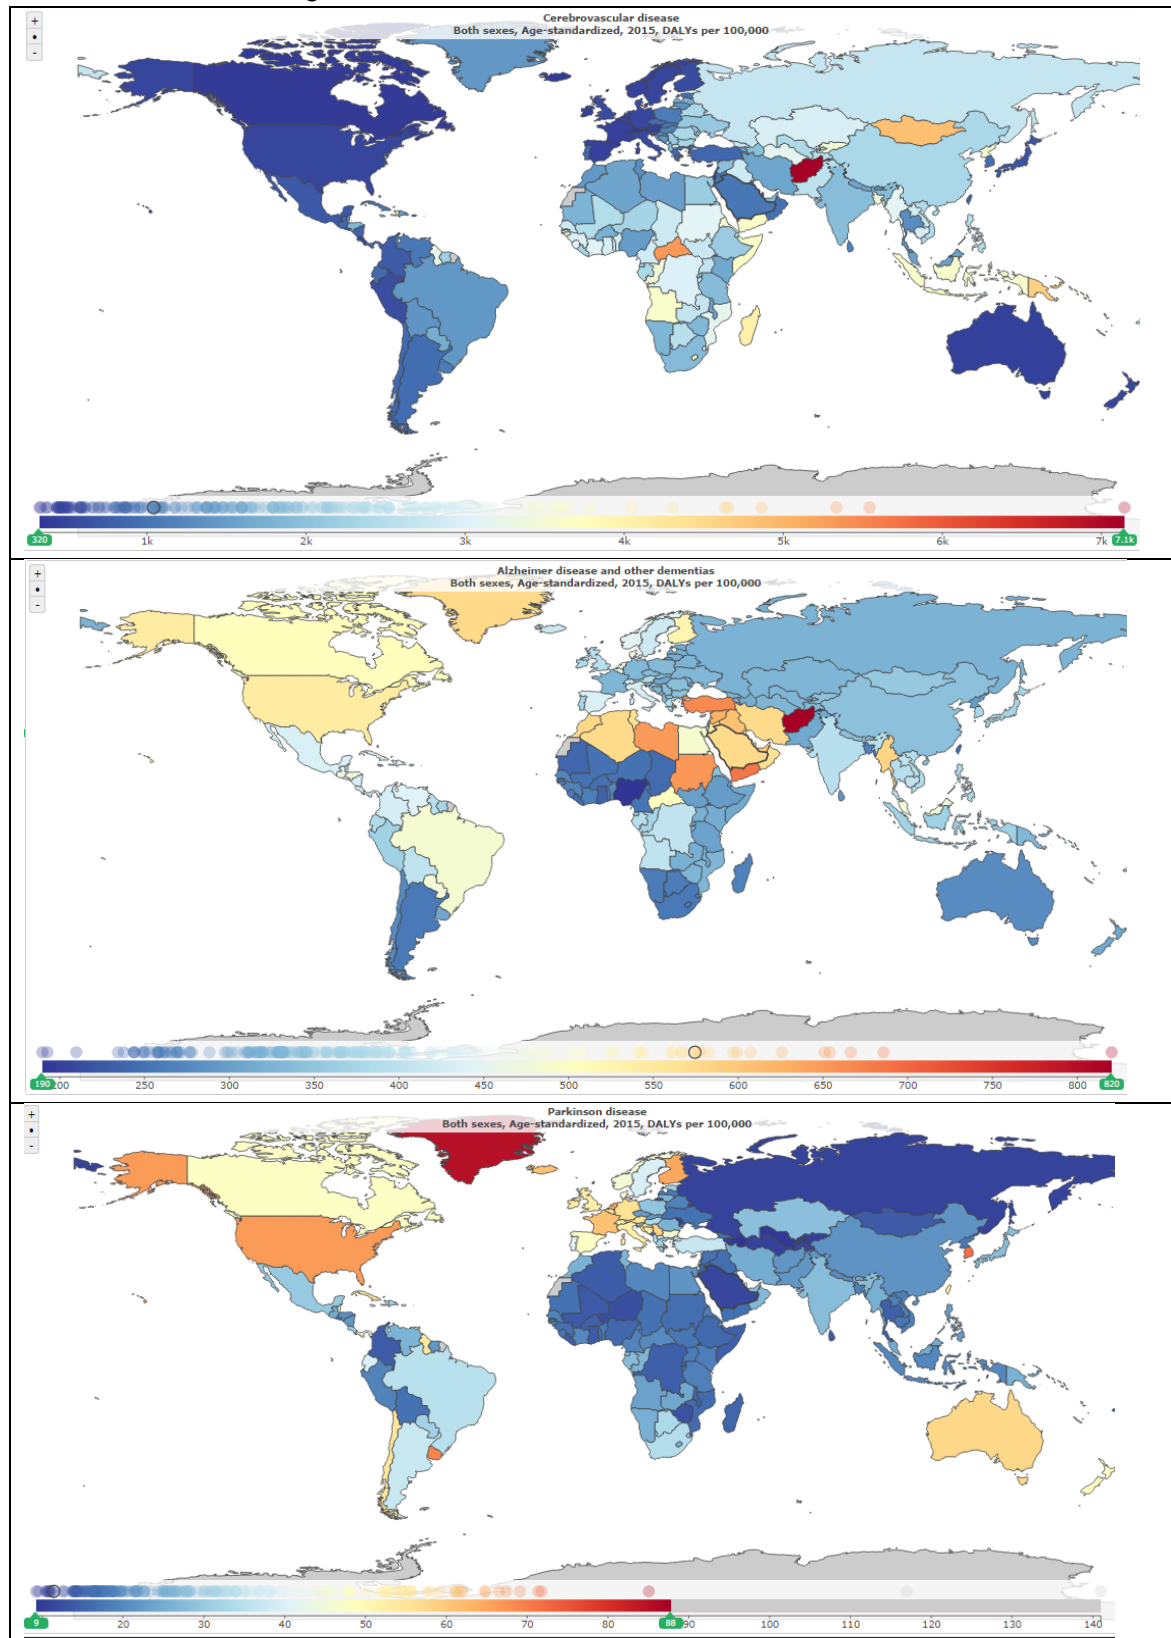 +
•
-
Cerebrovascular disease
Both sexes, Age-standardized, 2015, DALYs per 100,000
320 1k 2k 3k 4k 5k 6k 7k 7.1k
+
•
-
Alzheimer disease and other dementias
Both sexes, Age-standardized, 2015, DALYs per 100,000
190 200 250 300 350 400 450 500 550 600 650 700 750 800 820
+
•
-
Parkinson disease
Both sexes, Age-standardized, 2015, DALYs per 100,000
9 20 30 40 50 60 70 80 88 90 100 110 120 130 140